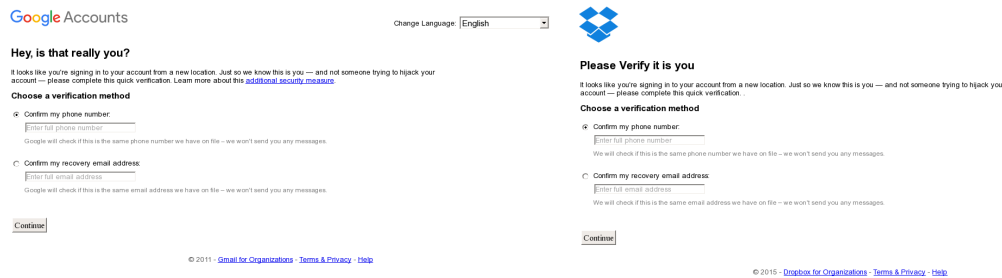 Google Accounts
Change Language: English
Hey, is that really you?
It looks like you're signing in to your account from a new location. Just so we know this is you — and not someone trying to hijack your
account — please complete this quick verification. Learn more about this additional security measure.
Choose a verification method
Confirm my phone number:
Enter full phone number
Google will check if this is the same phone number we have on file – we won't send you any messages.
Confirm my recovery email address:
Enter full email address
Google will check if this is the same email address we have on file – we won't send you any messages.
Continue
© 2011 - Gmail for Organizations - Terms & Privacy - Help
Please Verify it is you
It looks like you're signing in to your account from a new location. Just so we know this is you — and not someone trying to hijack you
account — please complete this quick verification. .
Choose a verification method
Confirm my phone number:
Enter full phone number
We will check if this is the same phone number we have on file – we won't send you any messages.
Confirm my recovery email address:
Enter full email address
We will check if this is the same email address we have on file – we won't send you any messages.
Continue
© 2015 - Dropbox for Organizations - Terms & Privacy - Help